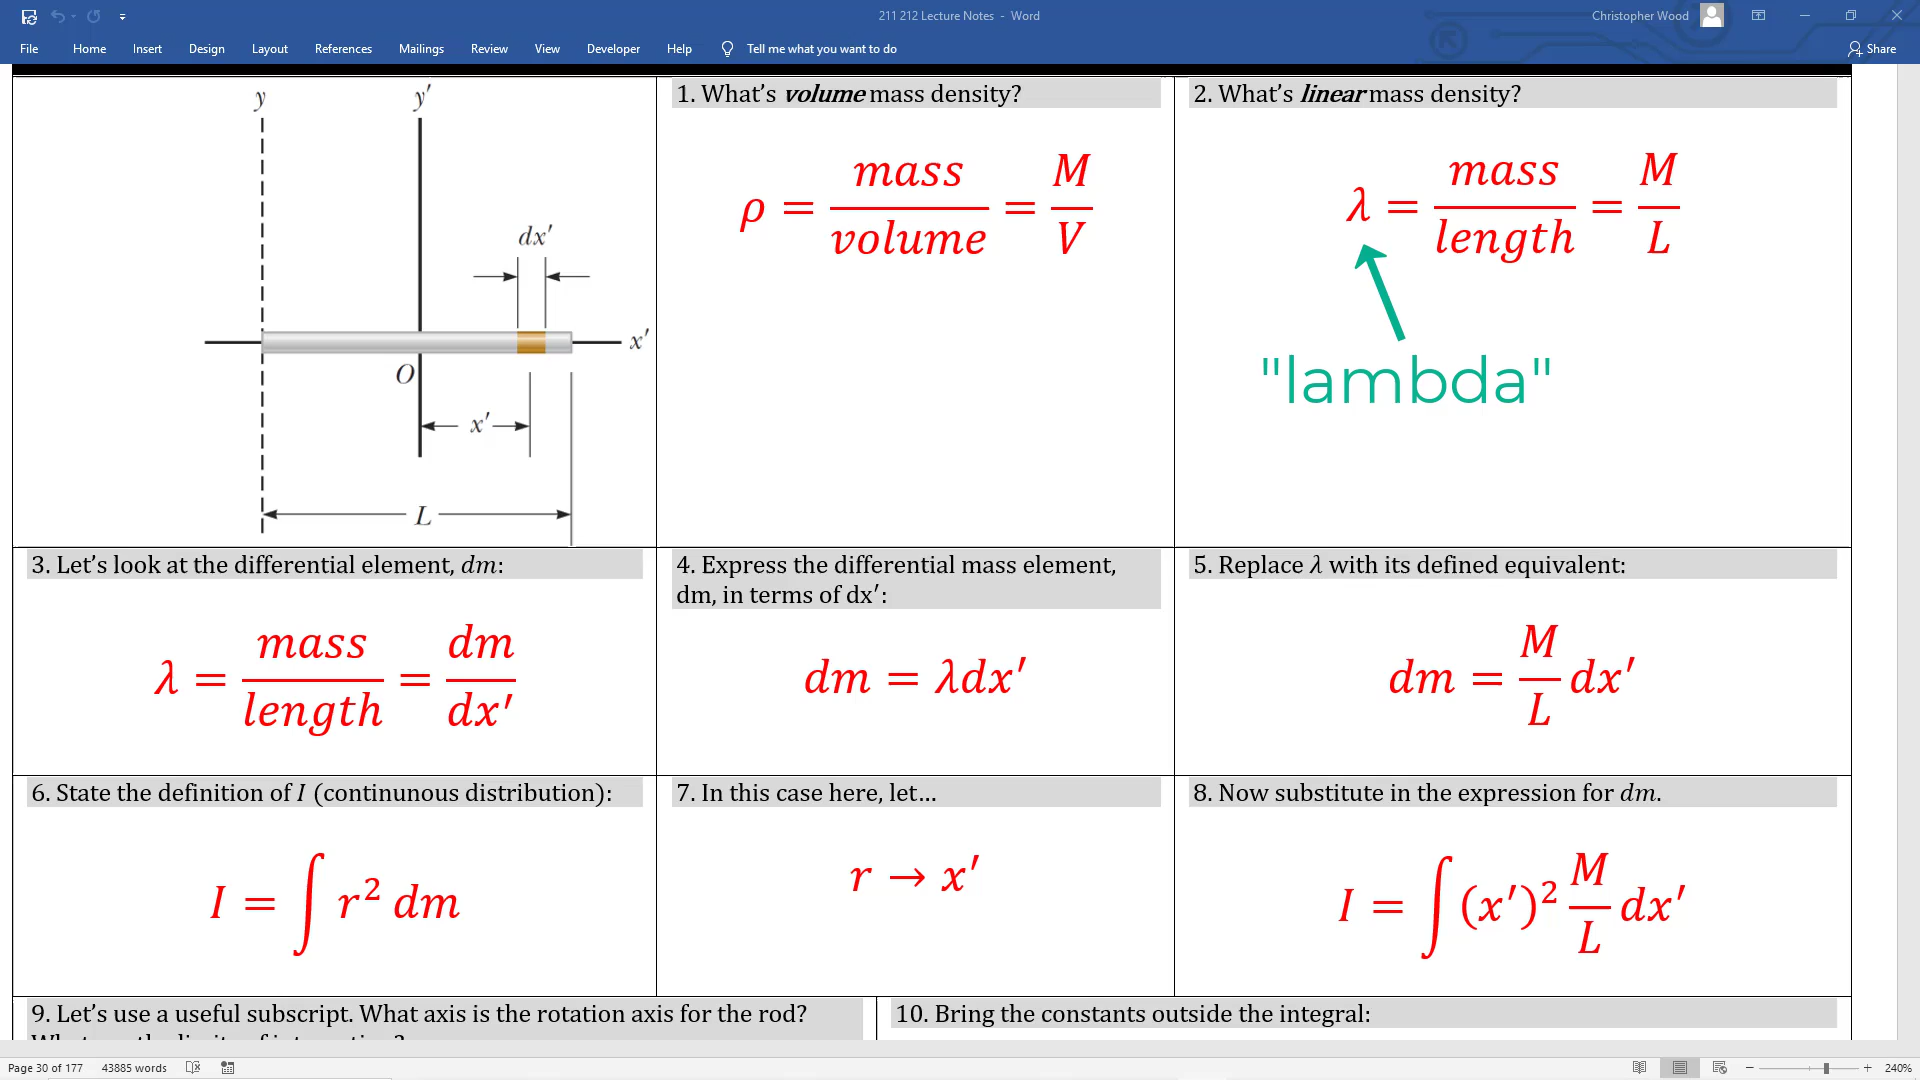 211 212 Lecture Notes - Word
Christopher Wood
File Home Insert Design Layout References Mailings Review View Developer Help Tell me what you want to do
Share
y y′
dx′
x′
O
x′
L
1. What's volume mass density?
ρ = mass/volume = M/V
2. What's linear mass density?
λ = mass/length = M/L
"lambda"
3. Let's look at the differential element, dm:
λ = mass/length = dm/dx′
4. Express the differential mass element,
dm, in terms of dx′:
dm = λdx′
5. Replace λ with its defined equivalent:
dm = M/L dx′
6. State the definition of I (continunous distribution):
I = ∫ r² dm
7. In this case here, let…
r → x′
8. Now substitute in the expression for dm.
I = ∫ (x′)² M/L dx′
9. Let's use a useful subscript. What axis is the rotation axis for the rod?
10. Bring the constants outside the integral:
Page 30 of 177 43885 words
240%